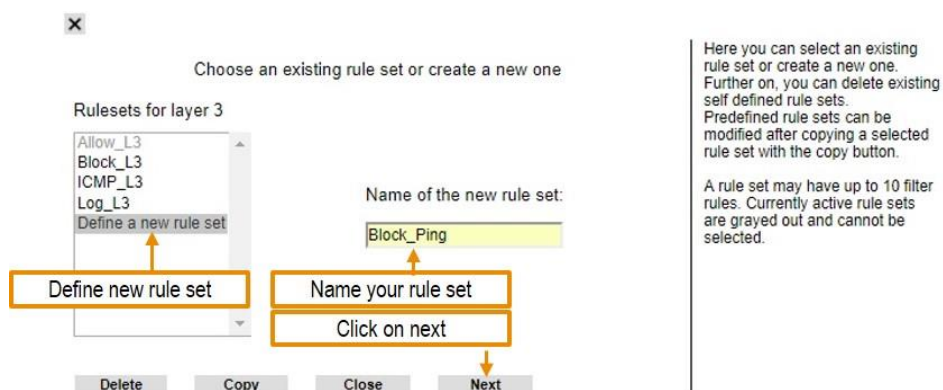 Choose an existing rule set or create a new one
Rulesets for layer 3
Allow_L3
Block_L3
ICMP_L3
Log_L3
Define a new rule set
Define new rule set
Name of the new rule set:
Block_Ping
Name your rule set
Click on next
Delete
Copy
Close
Next
Here you can select an existing
rule set or create a new one.
Further on, you can delete existing
self defined rule sets.
Predefined rule sets can be
modified after copying a selected
rule set with the copy button.
A rule set may have up to 10 filter
rules. Currently active rule sets
are grayed out and cannot be
selected.